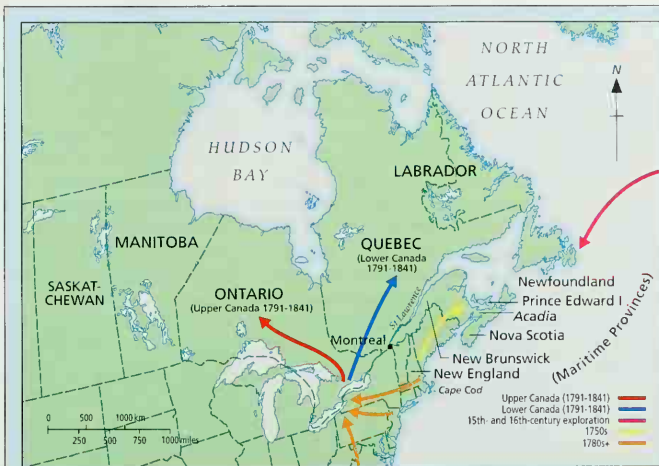 NORTH
ATLANTIC
OCEAN
N
HUDSON
BAY
LABRADOR
MANITOBA
QUEBEC
(Lower Canada
1791-1841)
SASKAT-
CHEWAN
ONTARIO
(Upper Canada 1791-1841)
St Lawrence
Newfoundland
Prince Edward I
Acadia
Montreal
Nova Scotia
New Brunswick
New England
Cape Cod
(Maritime Provinces)
0 500 1000 km
0 500 1000 miles
Upper Canada (1791-1841)
Lower Canada (1791-1841)
15th- and 16th-century exploration
1750s
1780s+